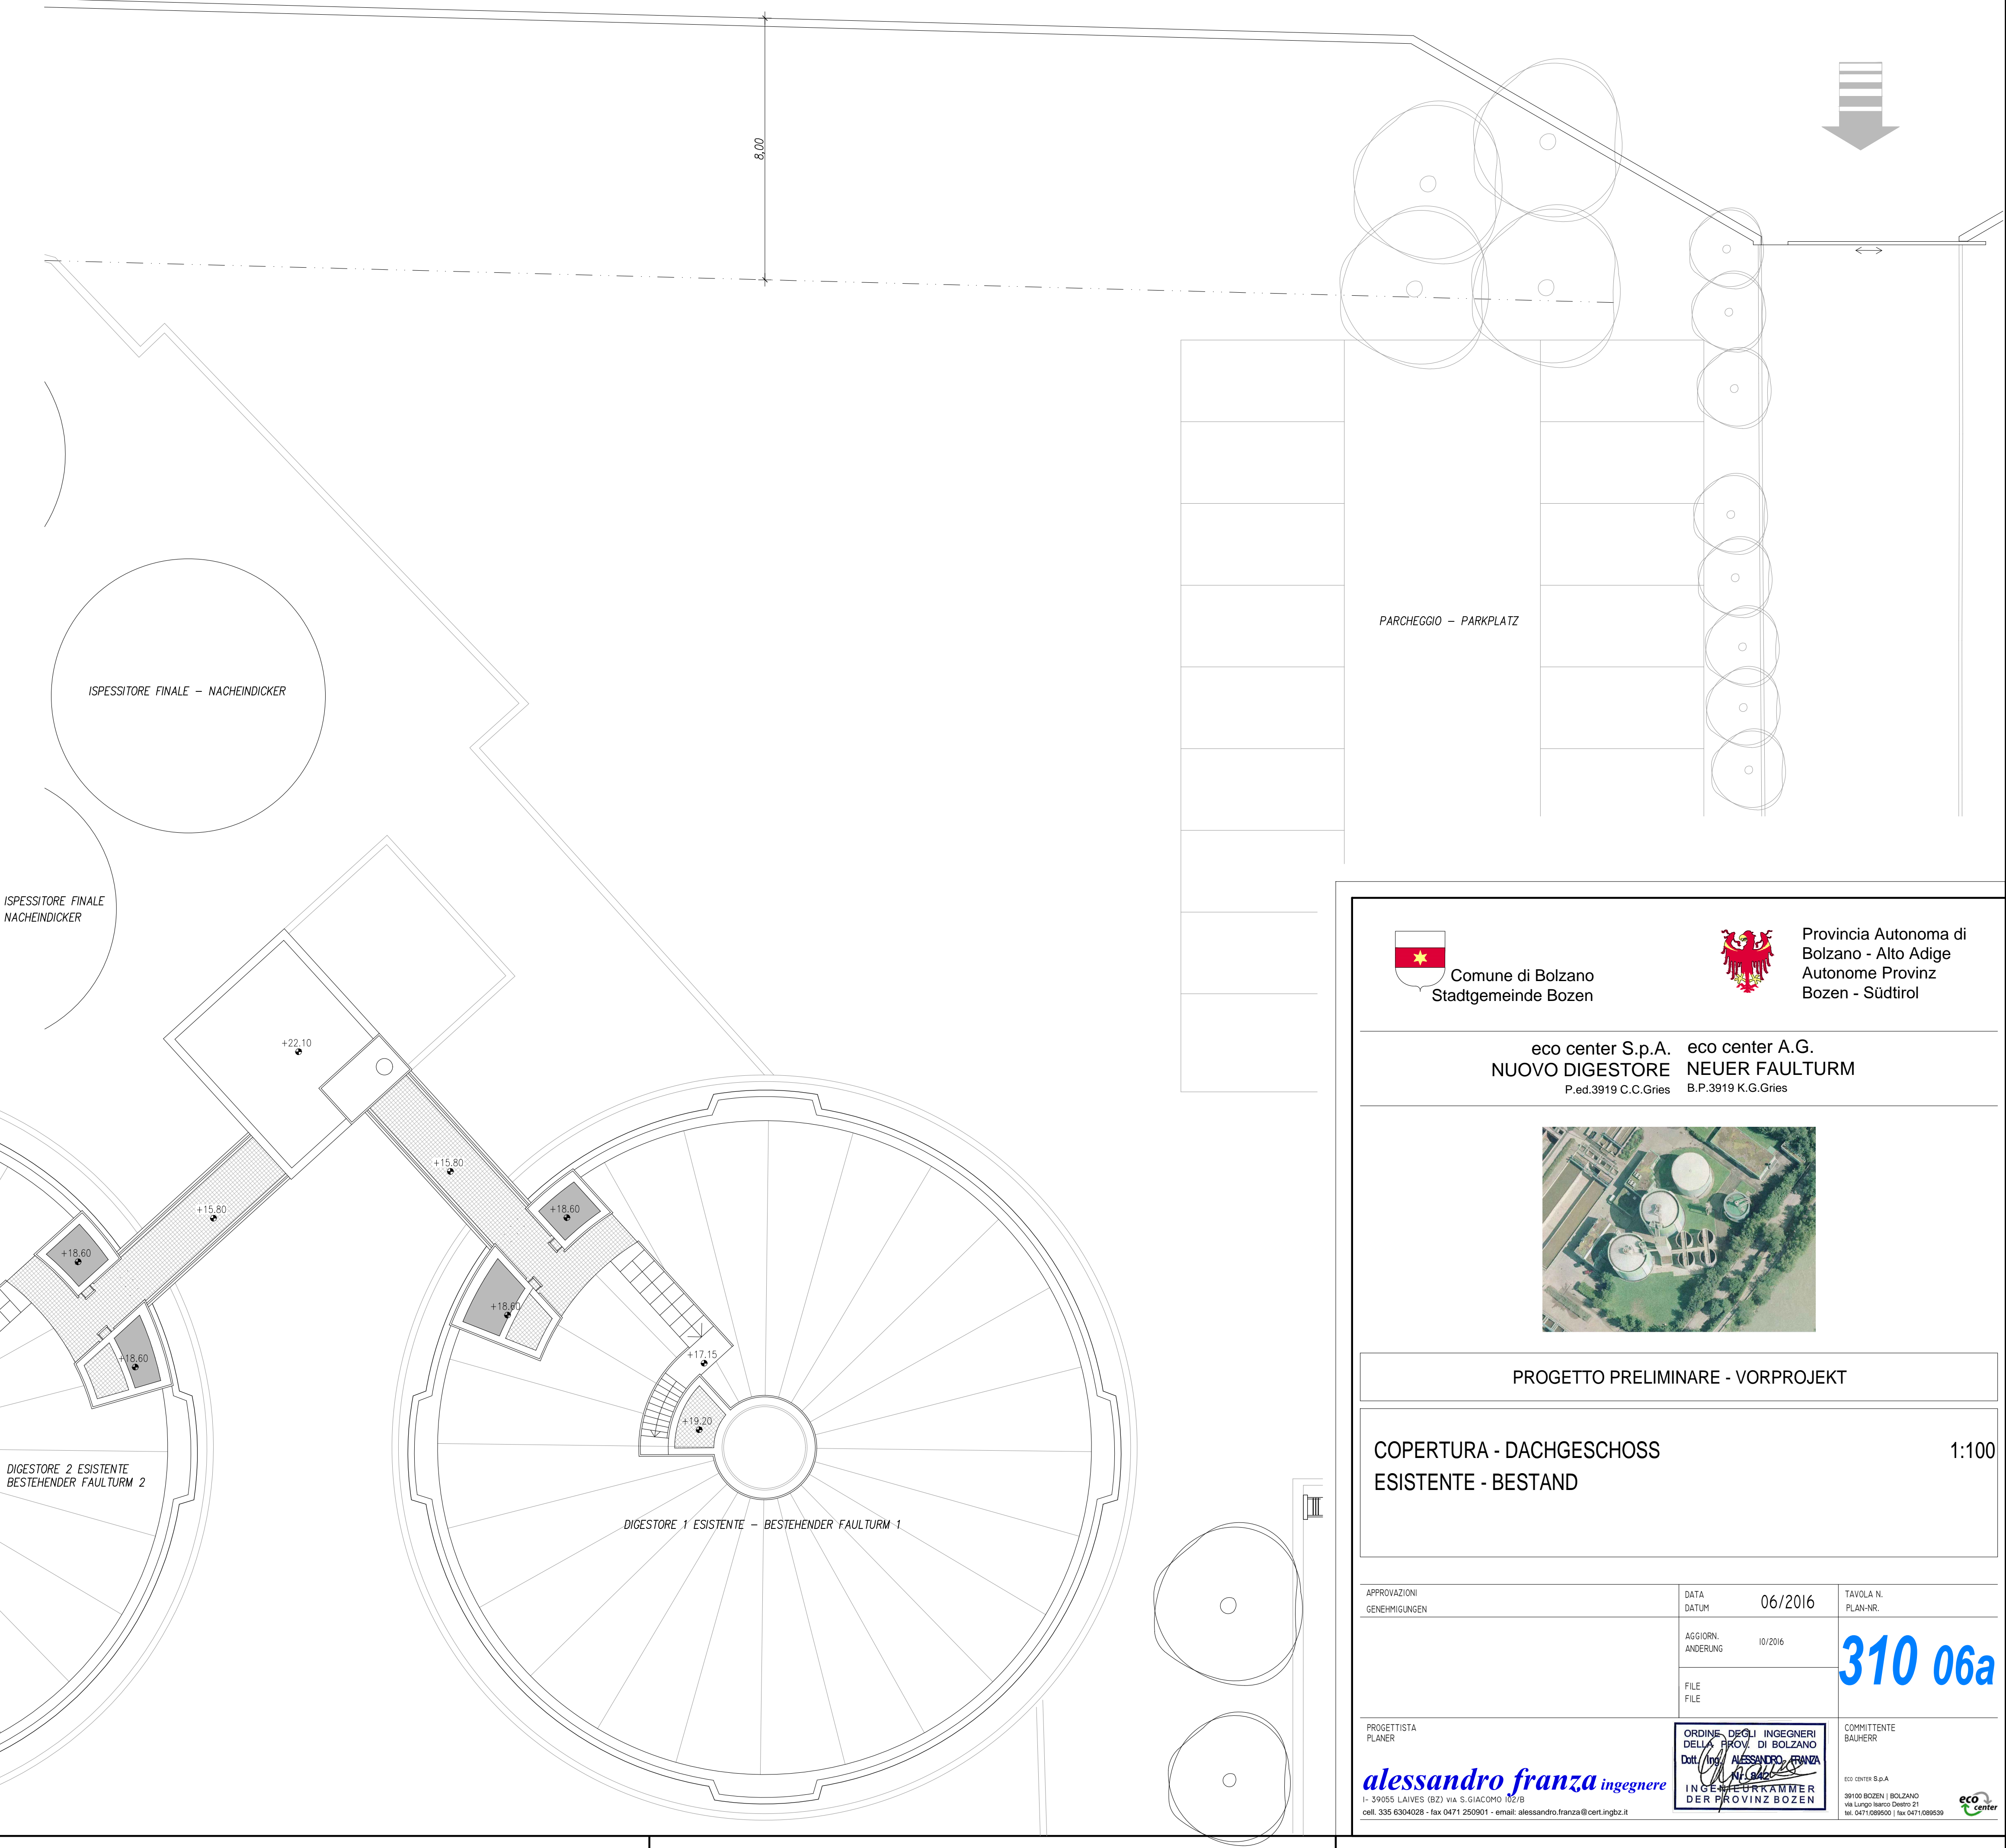 8,00
PARCHEGGIO – PARKPLATZ
ISPESSITORE FINALE – NACHEINDICKER
ISPESSITORE FINALE
NACHEINDICKER
+22.10
+15.80
+15.80
+18.60
+18.60
+18.60
+18.60
+17.15
+19.20
DIGESTORE 2 ESISTENTE
BESTEHENDER FAULTURM 2
DIGESTORE 1 ESISTENTE – BESTEHENDER FAULTURM 1
Comune di Bolzano
Stadtgemeinde Bozen
Provincia Autonoma di
Bolzano - Alto Adige
Autonome Provinz
Bozen - Südtirol
eco center S.p.A. eco center A.G.
NUOVO DIGESTORE NEUER FAULTURM
P.ed.3919 C.C.Gries B.P.3919 K.G.Gries
PROGETTO PRELIMINARE - VORPROJEKT
COPERTURA - DACHGESCHOSS 1:100
ESISTENTE - BESTAND
APPROVAZIONI
GENEHMIGUNGEN
DATA
DATUM
06/2016
TAVOLA N.
PLAN-NR.
AGGIORN.
ANDERUNG
10/2016
310 06a
FILE
FILE
PROGETTISTA
PLANER
alessandro franza ingegnere
I- 39055 LAIVES (BZ) VIA S.GIACOMO 102/B
cell. 335 6304028 - fax 0471 250901 - email: alessandro.franza@cert.ingbz.it
ORDINE DEGLI INGEGNERI
DELLA PROV. DI BOLZANO
Dott. Ing. ALESSANDRO FRANZA
Nr. 842
INGENIEURKAMMER
DER PROVINZ BOZEN
COMMITTENTE
BAUHERR
ECO CENTER S.p.A
39100 BOZEN | BOLZANO
via Lungo Isarco Destro 21
tel. 0471/089500 | fax 0471/089539
eco center